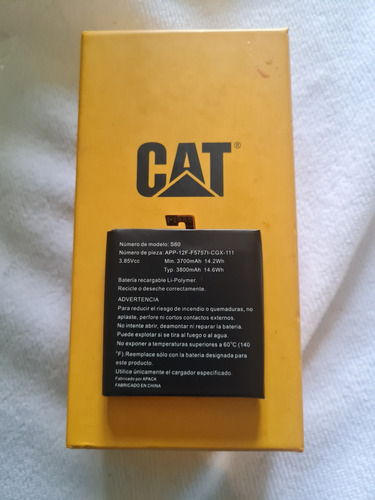 CAT®
Número de modelo: S60
Número de pieza: APP-12F-F5757I-CGX-111
3.85Vcc Min. 3700mAh 14.2Wh
Typ. 3800mAh 14.6Wh
Batería recargable Li-Polymer.
Recicle o deseche correctamente.
ADVERTENCIA
Para reducir el riesgo de incendio o quemaduras, no
aplaste, perfore ni cortos contactos externos.
No intente abrir, deamontar ni reparar la batería.
Puede explotar si se tira al fuego o al agua.
No exponer a temperaturas superiores a 60°C (140
°F).Reemplace sólo con la batería designada para
este producto.
Utilice únicamente el cargador especificado.
Fabricado por APACK
FABRICADO EN CHINA